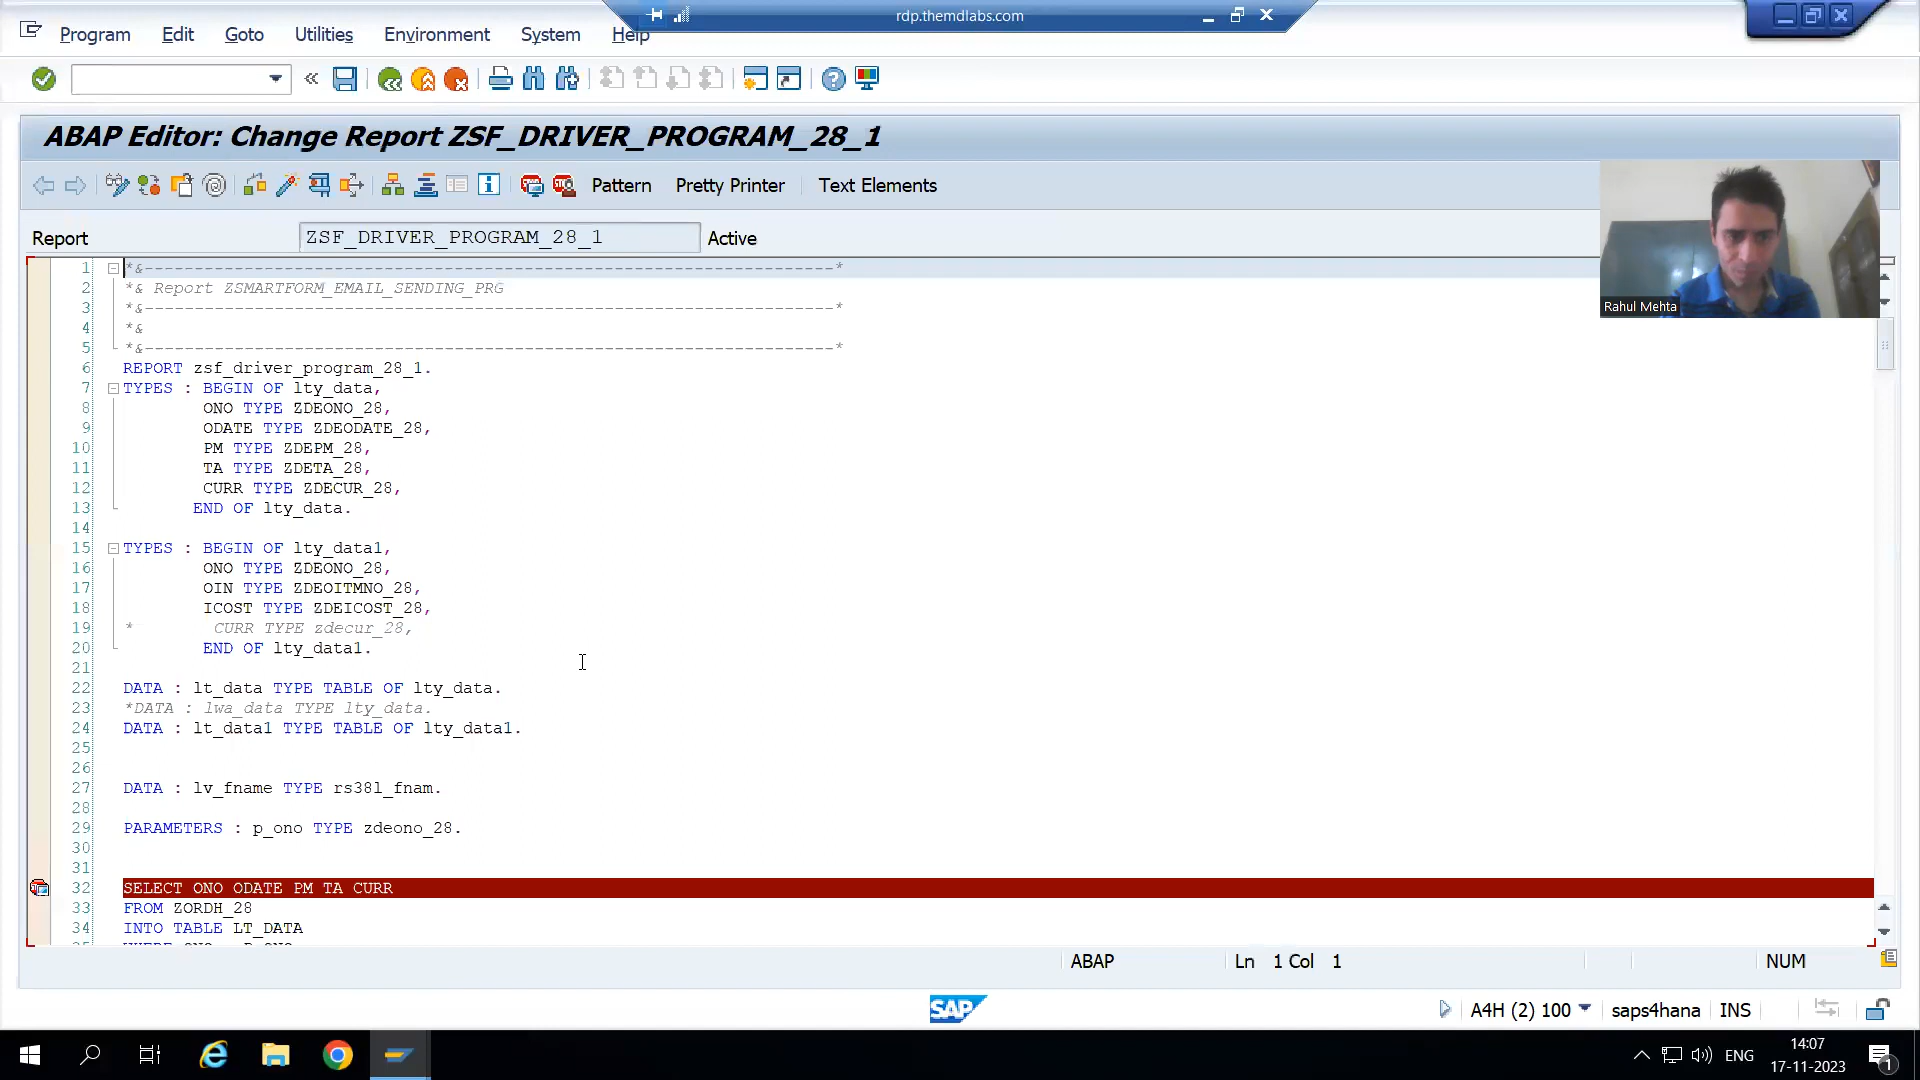 rdp.themdlabs.com
Program Edit Goto Utilities Environment System Help
ABAP Editor: Change Report ZSF_DRIVER_PROGRAM_28_1
Pattern Pretty Printer Text Elements
Report ZSF_DRIVER_PROGRAM_28_1 Active
Rahul Mehta
1 *&---------------------------------------------------------------------*
2 *& Report ZSMARTFORM_EMAIL_SENDING_PRG
3 *&---------------------------------------------------------------------*
4 *&
5 *&---------------------------------------------------------------------*
6 REPORT zsf_driver_program_28_1.
7 TYPES : BEGIN OF lty_data,
8 ONO TYPE ZDEONO_28,
9 ODATE TYPE ZDEODATE_28,
10 PM TYPE ZDEPM_28,
11 TA TYPE ZDETA_28,
12 CURR TYPE ZDECUR_28,
13 END OF lty_data.
14
15 TYPES : BEGIN OF lty_data1,
16 ONO TYPE ZDEONO_28,
17 OIN TYPE ZDEOITMNO_28,
18 ICOST TYPE ZDEICOST_28,
19 * CURR TYPE zdecur_28,
20 END OF lty_data1.
21
22 DATA : lt_data TYPE TABLE OF lty_data.
23 *DATA : lwa_data TYPE lty_data.
24 DATA : lt_data1 TYPE TABLE OF lty_data1.
25
26
27 DATA : lv_fname TYPE rs38l_fnam.
28
29 PARAMETERS : p_ono TYPE zdeono_28.
30
31
32 SELECT ONO ODATE PM TA CURR
33 FROM ZORDH_28
34 INTO TABLE LT_DATA
ABAP Ln 1 Col 1 NUM
SAP A4H (2) 100 saps4hana INS
ENG 14:07
17-11-2023
1